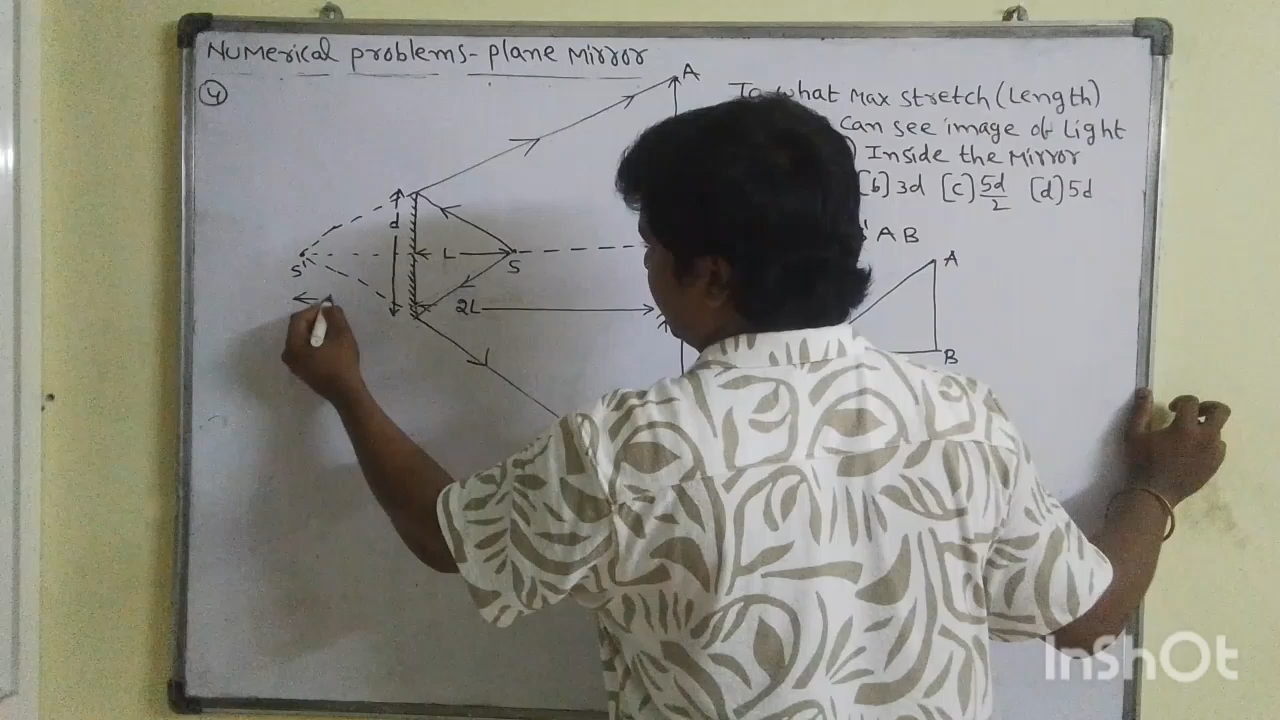 Numerical problems - plane Mirror
4
To what Max stretch (Length)
can see image of Light
) Inside the Mirror
[b] 3d [c] 5d/2 [d] 5d
A B
A
B
A
d
L
S
S'
2L
InShOt